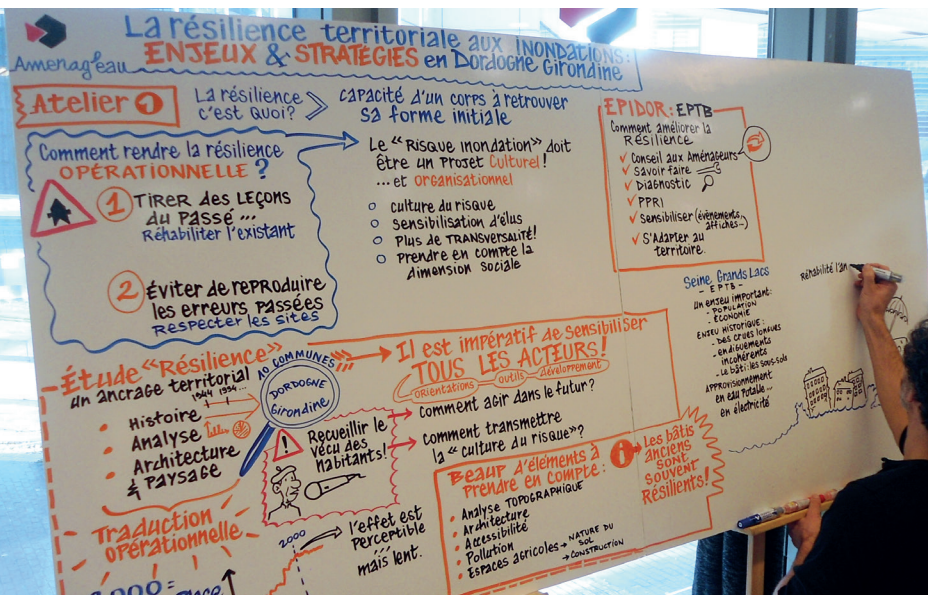 La résilience territoriale aux inondations:
ENJEUX & STRATÉGIES en Dordogne Girondine
Amenag'eau
Atelier 1
La résilience
c'est quoi?
capacité d'un corps à retrouver
sa forme initiale
Comment rendre la résilience
OPÉRATIONNELLE ?
1 Tirer des leçons
du passé ...
Réhabiliter l'existant
2 éviter de reproduire
les erreurs passées
Respecter les sites
Le "Risque inondation" doit
être un projet culturel !
... et organisationnel
culture du risque
sensibilisation d'élus
Plus de TRANSVERSALITÉ!
Prendre en compte la
dimension sociale
EPIDOR: EPTB
Comment améliorer la
Résilience
Conseil aux Aménageurs
Savoir faire
Diagnostic
PPRI
Sensibiliser (événements,
affiches...)
S'Adapter au
territoire.
Seine Grands Lacs
- EPTB -
un enjeu important:
- POPULATION
- ÉCONOMIE
ENJEU HISTORIQUE:
- Des crues longues
- endiguements
incohérents
- Le bâti: les sous-sols
APPROVISIONNEMENT
en eau potable...
en électricité
Réhabilité l'an
Étude "Résilience"
un ancrage territorial...
1944 1994...
Histoire
Analyse
Architecture
& Paysage
10 COMMUNES
DORDOGNE
Girondine
Traduction
opérationnelle
Il est impératif de sensibiliser
TOUS LES ACTEURS!
orientations outils développement
Comment agir dans le futur?
Comment transmettre
la "culture du risque"?
Recueillir le
vécu des
habitants!
Beaup d'éléments à
prendre en compte:
Analyse TOPOGRAPHIQUE
Architecture
Accessibilité
Pollution
Espaces agricoles
NATURE DU
SOL
CONSTRUCTION
Les bâtis
anciens
sont
souvent
Résilients!
2000
l'effet est
perceptible
mais lent.